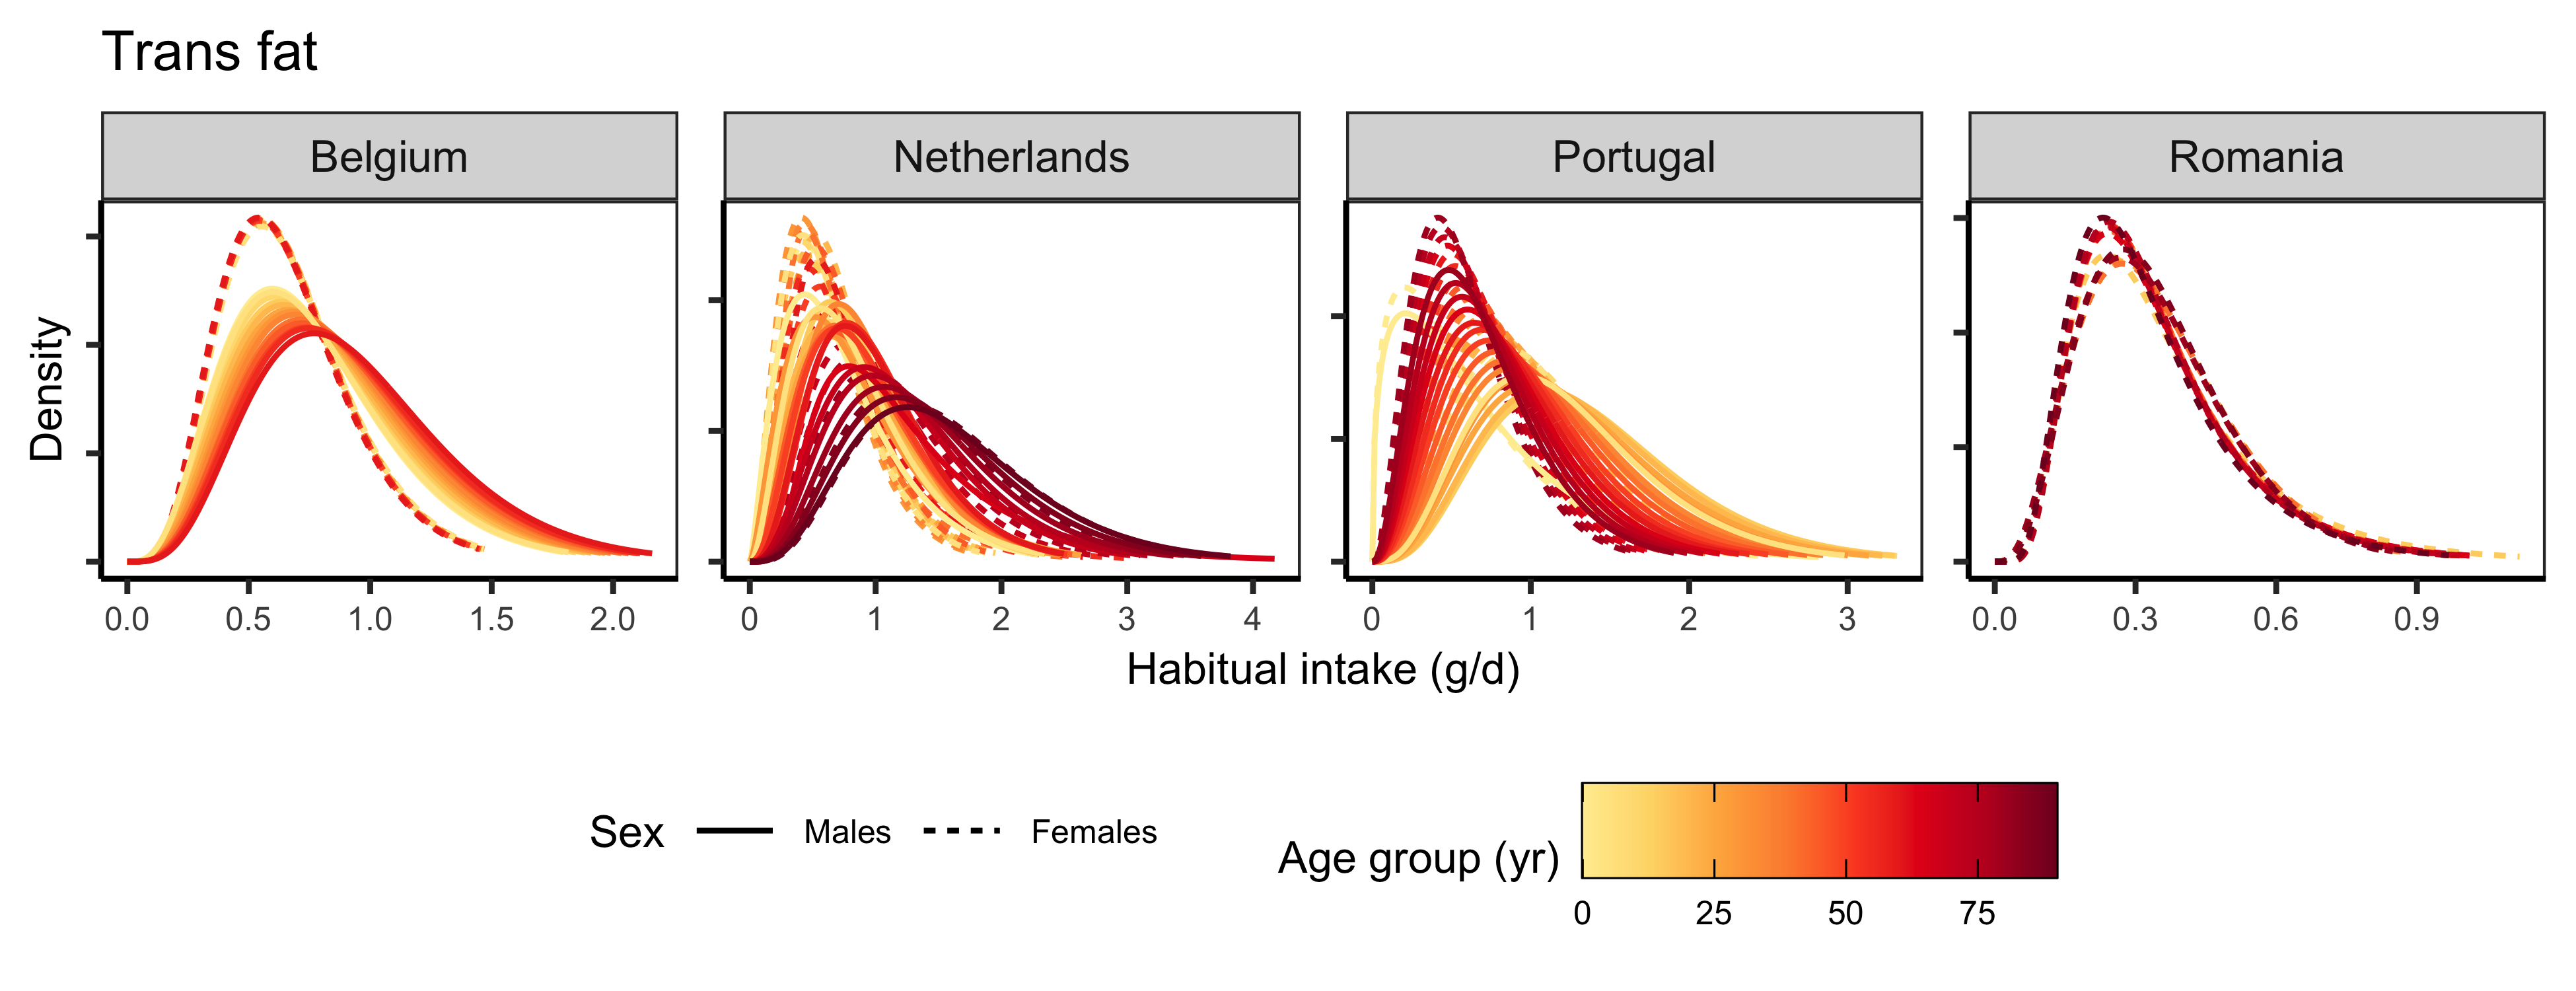 Trans fat
Belgium Netherlands Portugal Romania
Density
0.0 0.5 1.0 1.5 2.0 0 1 2 3 4 0 1 2 3 0.0 0.3 0.6 0.9
Habitual intake (g/d)
Sex Males Females
Age group (yr)
0 25 50 75